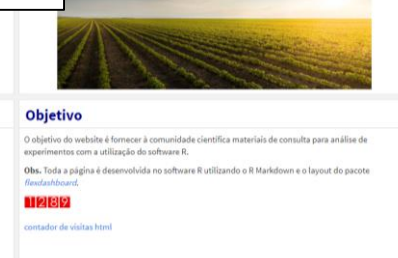 Objetivo
O objetivo do website é fornecer à comunidade científica materiais de consulta para análise de
experimentos com a utilização do software R.
Obs. Toda a página é desenvolvida no software R utilizando o R Markdown e o layout do pacote
flexdashboard.
1289
contador de visitas html